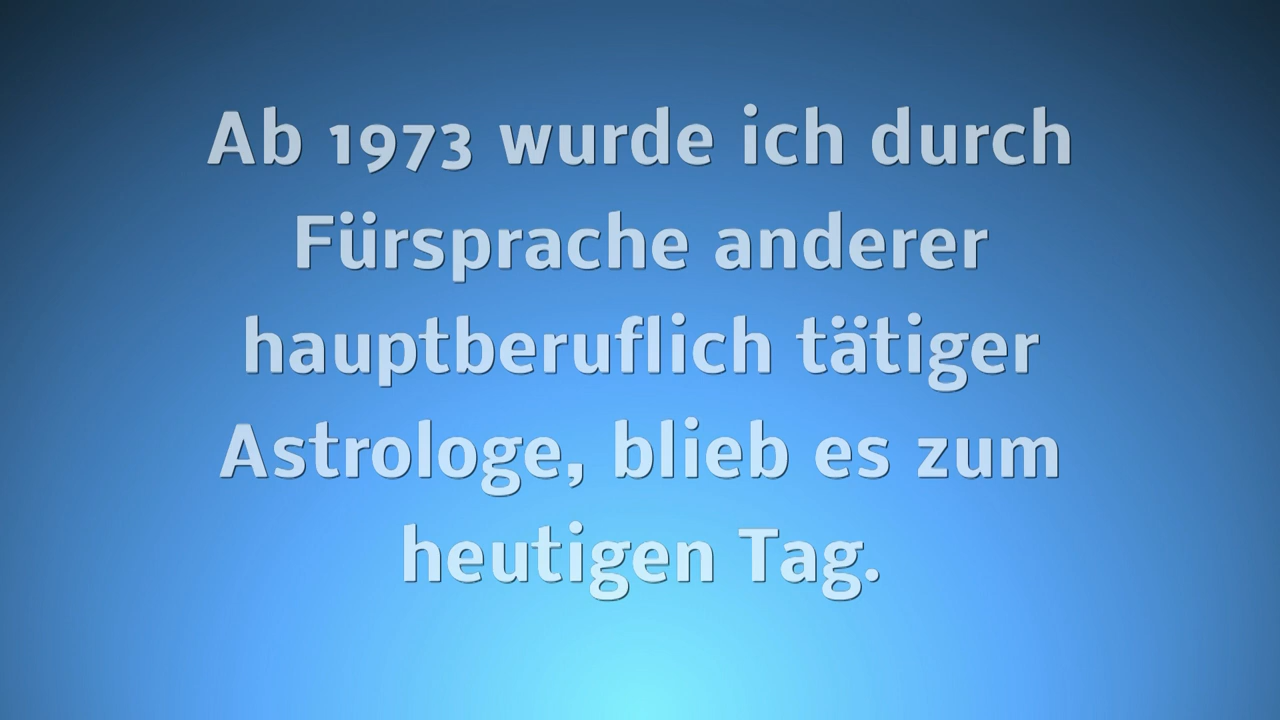 Ab 1973 wurde ich durch
Fürsprache anderer
hauptberuflich tätiger
Astrologe, blieb es zum
heutigen Tag.